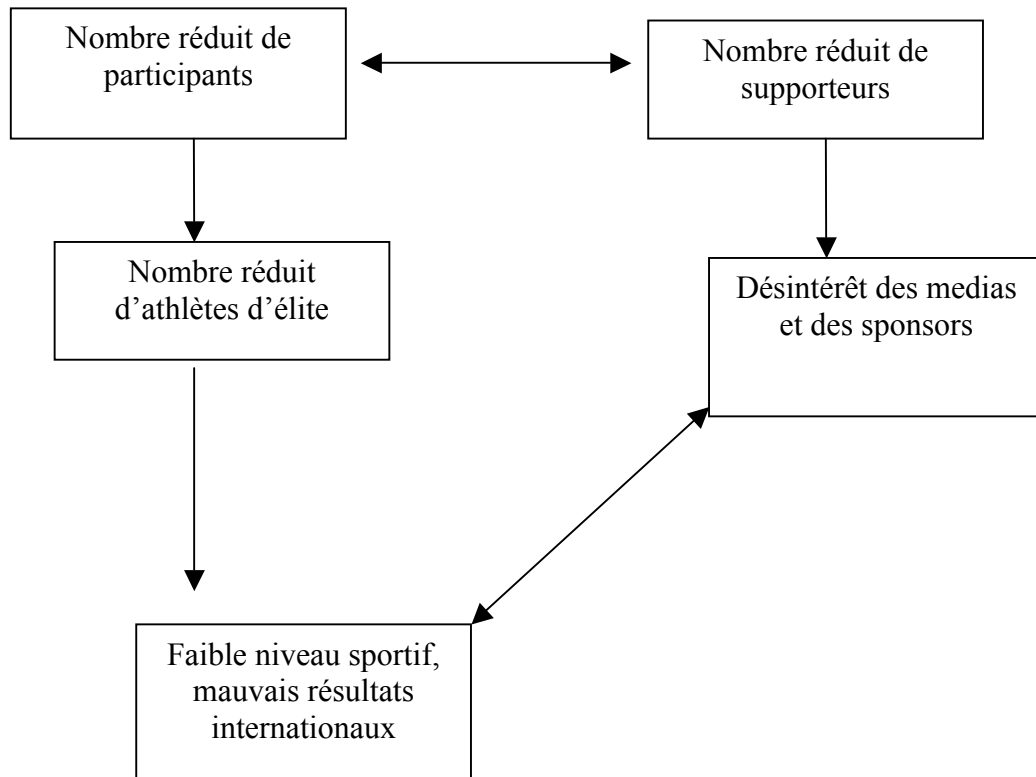 Nombre réduit de
participants
Nombre réduit de
supporteurs
Nombre réduit
d’athlètes d’élite
Désintérêt des medias
et des sponsors
Faible niveau sportif,
mauvais résultats
internationaux